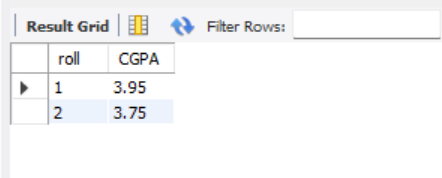 Result Grid Filter Rows:
roll CGPA
1 3.95
2 3.75